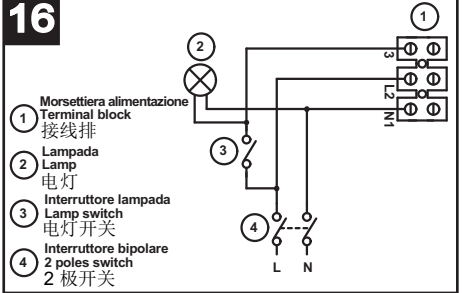 16
1
2
3
L2
N1
1 Morsettiera alimentazione
Terminal block
接线排
2 Lampada
Lamp
电灯
3 Interruttore lampada
Lamp switch
电灯开关
4 Interruttore bipolare
2 poles switch
2 极开关
3
4
L N